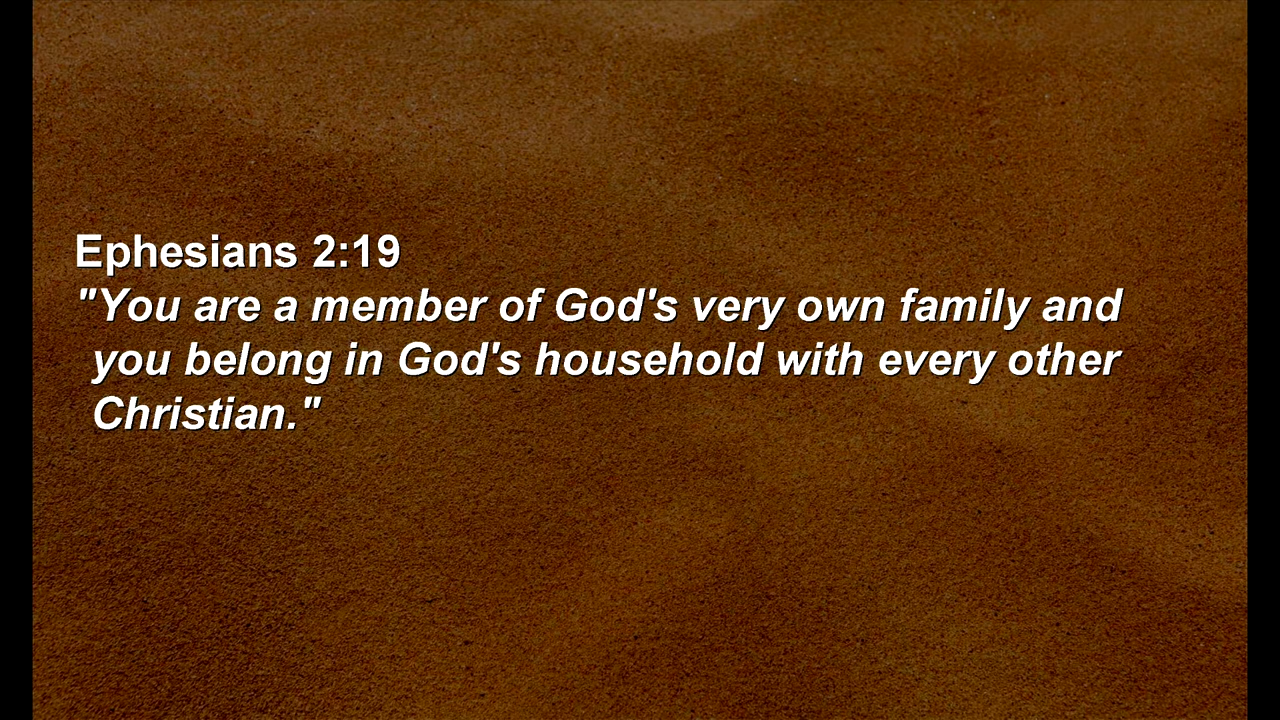 Ephesians 2:19
"You are a member of God's very own family and
you belong in God's household with every other
Christian."